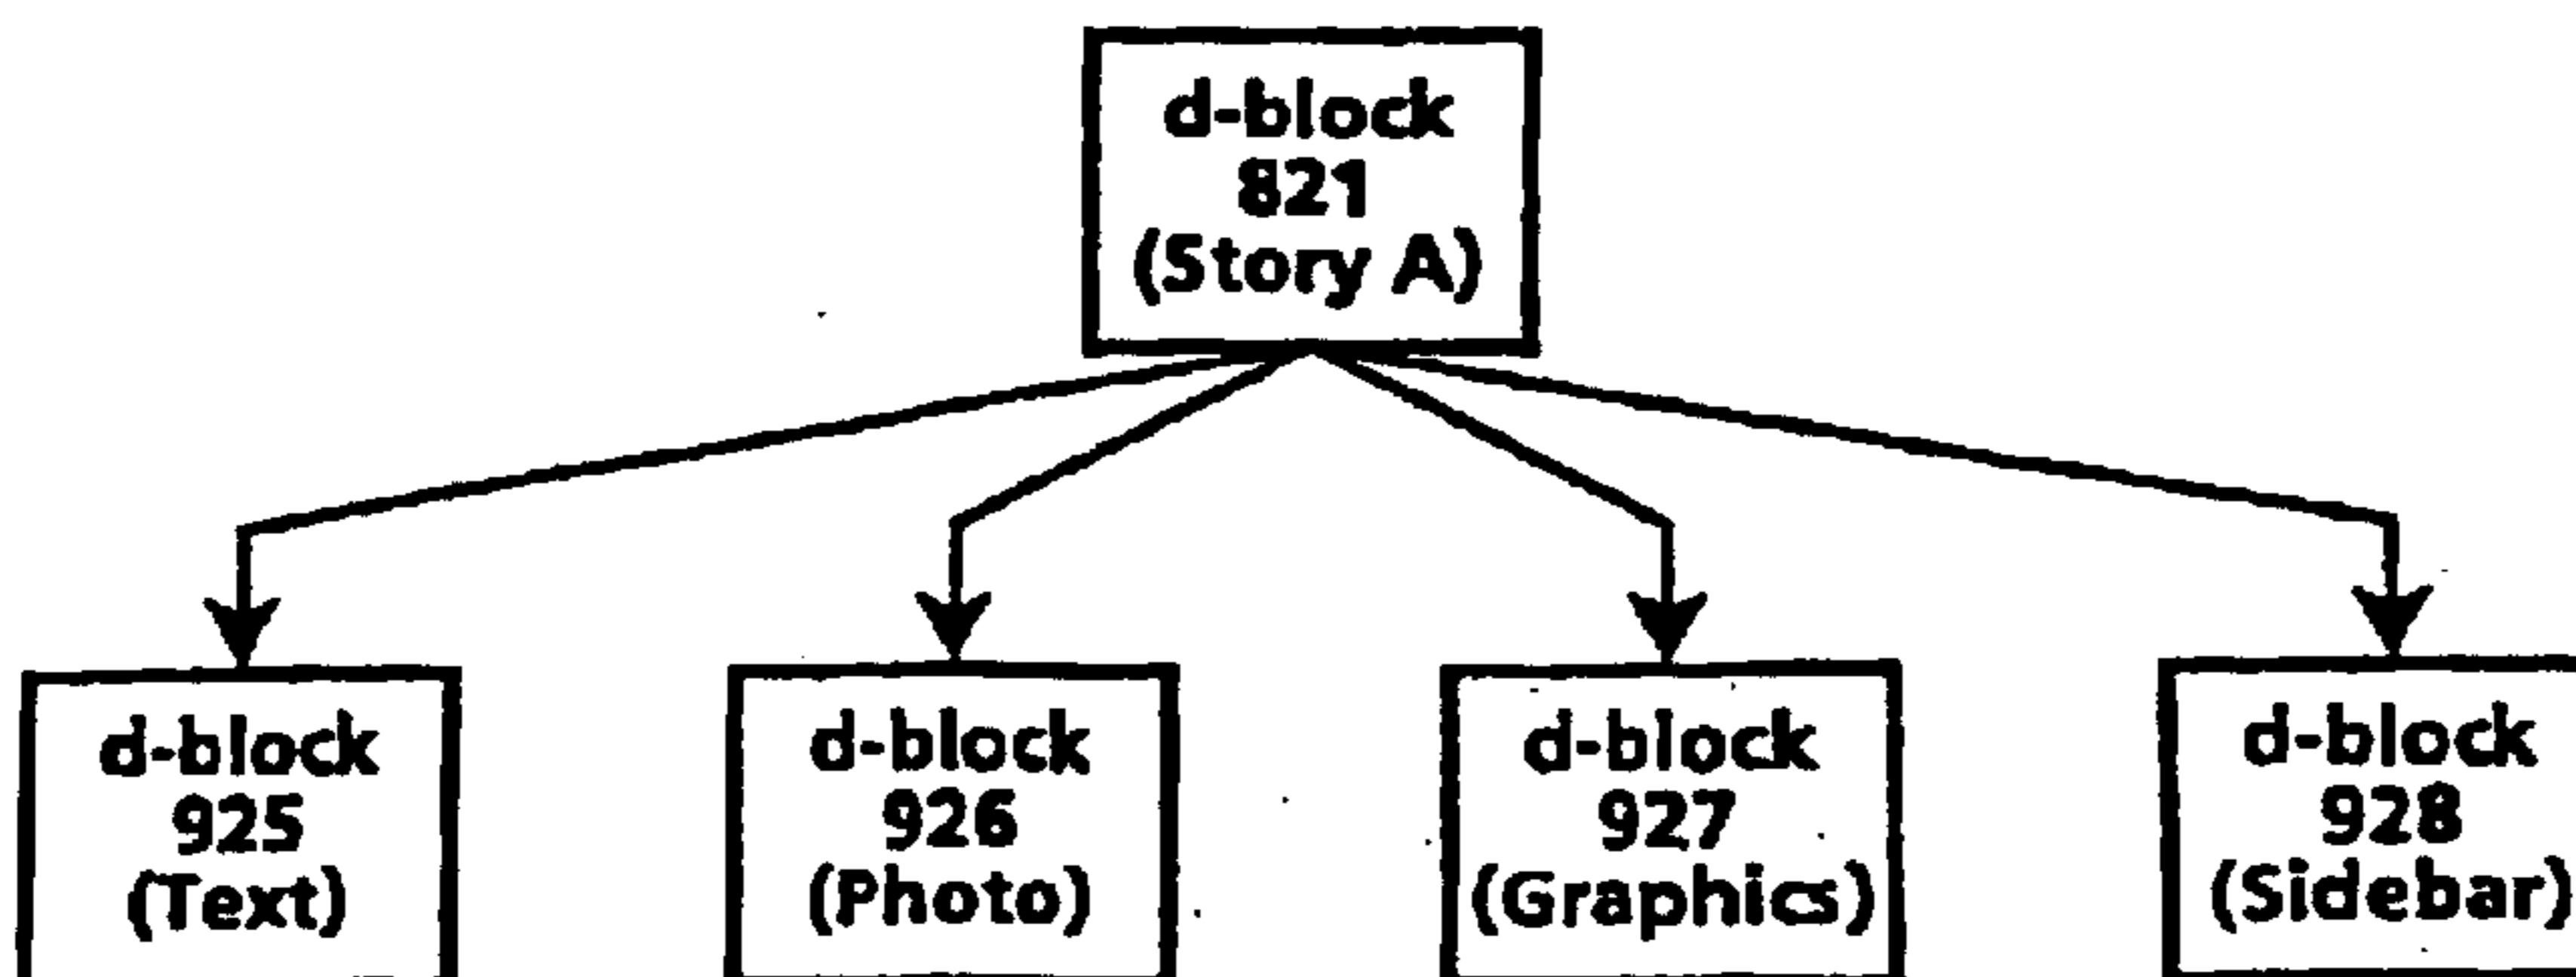 d-block
821
(Story A)
d-block
925
(Text)
d-block
926
(Photo)
d-block
927
(Graphics)
d-block
928
(Sidebar)